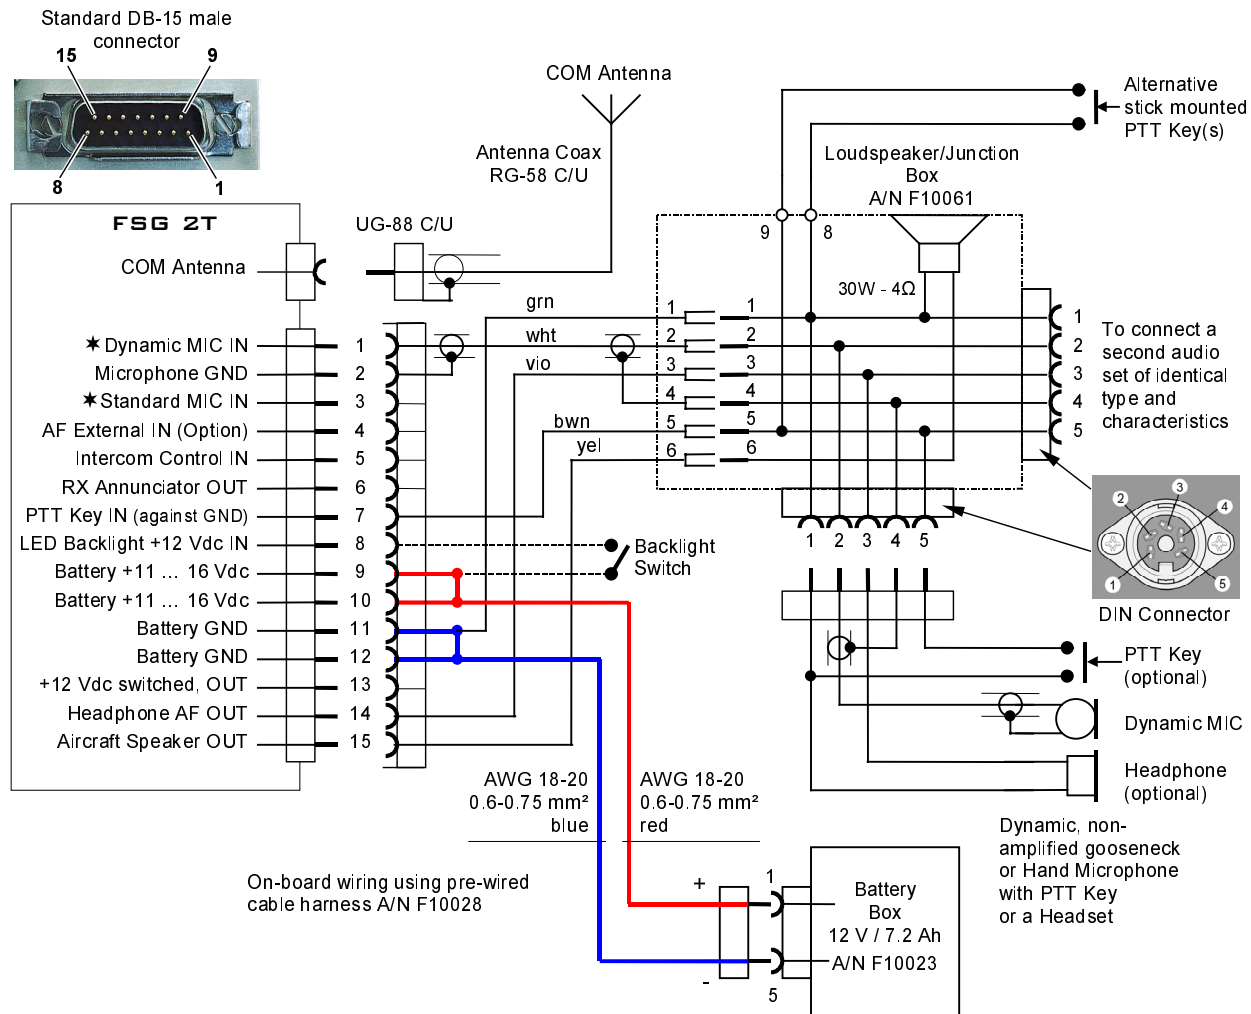 Standard DB-15 male
connector
15
9
8
1
COM Antenna
Antenna Coax
RG-58 C/U
Alternative
stick mounted
PTT Key(s)
Loudspeaker/Junction
Box
A/N F10061
9
8
30W - 4Ω
FSG 2T
UG-88 C/U
COM Antenna
grn
wht
vio
bwn
yel
✶Dynamic MIC IN 1
Microphone GND 2
✶Standard MIC IN 3
AF External IN (Option) 4
Intercom Control IN 5
RX Annunciator OUT 6
PTT Key IN (against GND) 7
LED Backlight +12 Vdc IN 8
Battery +11 ... 16 Vdc 9
Battery +11 ... 16 Vdc 10
Battery GND 11
Battery GND 12
+12 Vdc switched, OUT 13
Headphone AF OUT 14
Aircraft Speaker OUT 15
1 1
2 2
3 3
4 4
5 5
6 6
1
2
3
4
5
To connect a
second audio
set of identical
type and
characteristics
1 2 3 4 5
Backlight
Switch
2
3
4
1
5
DIN Connector
PTT Key
(optional)
Dynamic MIC
Headphone
(optional)
Dynamic, non-
amplified gooseneck
or Hand Microphone
with PTT Key
or a Headset
AWG 18-20
0.6-0.75 mm²
blue
AWG 18-20
0.6-0.75 mm²
red
On-board wiring using pre-wired
cable harness A/N F10028
+
-
1
5
Battery
Box
12 V / 7.2 Ah
A/N F10023